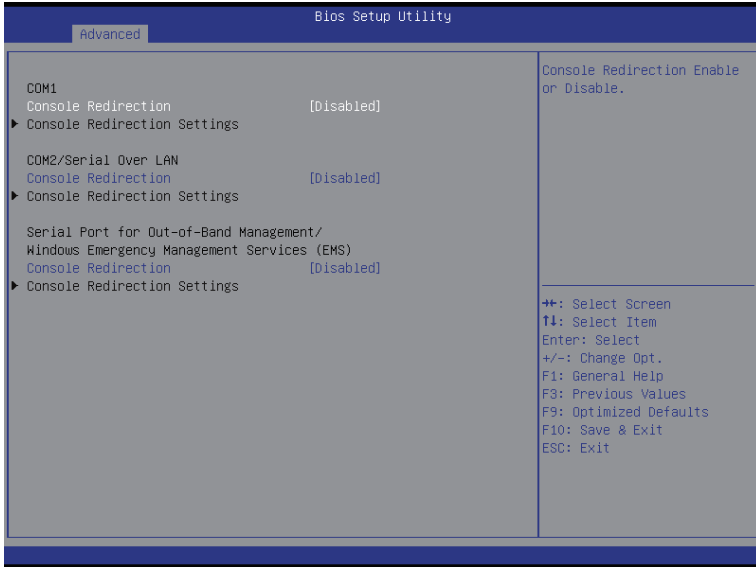 Bios Setup Utility
Advanced
COM1
Console Redirection [Disabled]
▶ Console Redirection Settings
COM2/Serial Over LAN
Console Redirection [Disabled]
▶ Console Redirection Settings
Serial Port for Out-of-Band Management/
Windows Emergency Management Services (EMS)
Console Redirection [Disabled]
▶ Console Redirection Settings
Console Redirection Enable
or Disable.
→←: Select Screen
↑↓: Select Item
Enter: Select
+/-: Change Opt.
F1: General Help
F3: Previous Values
F9: Optimized Defaults
F10: Save & Exit
ESC: Exit